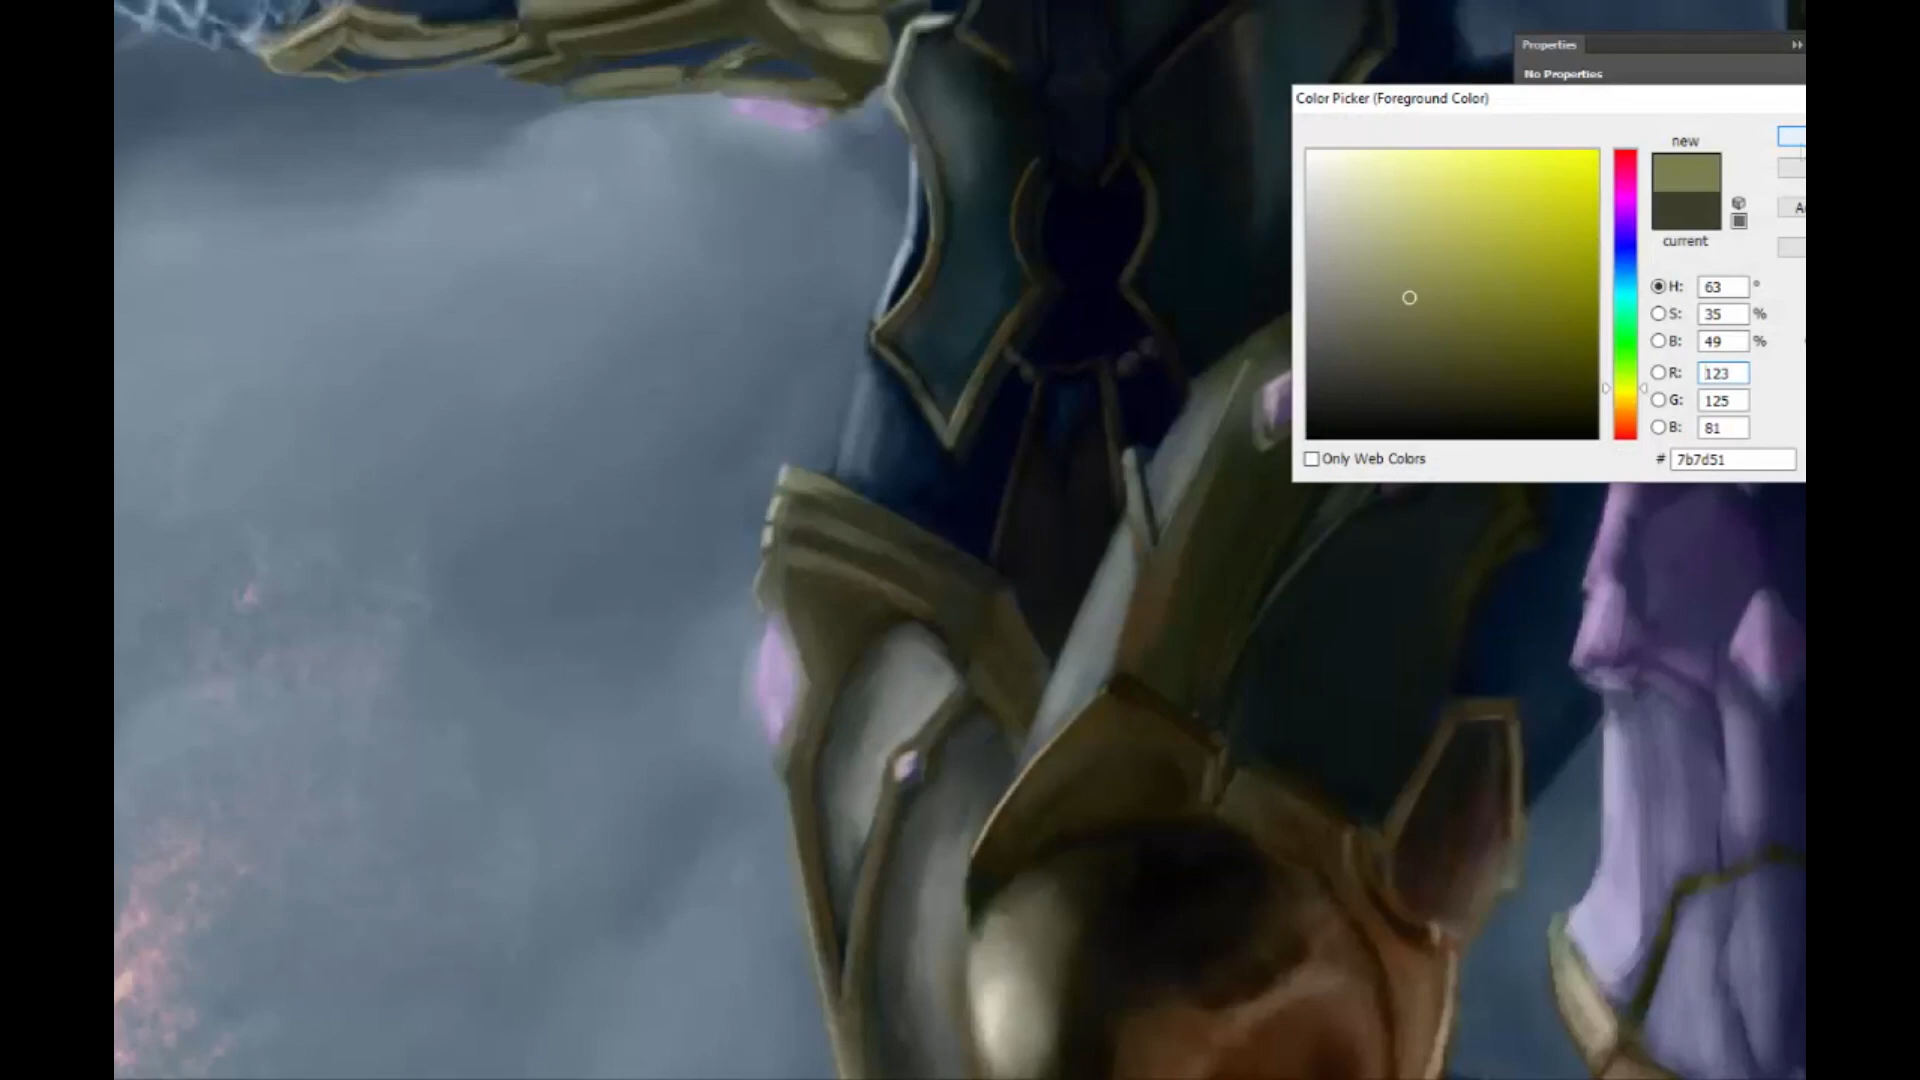 Properties
No Properties
Color Picker (Foreground Color)
new
current
H: 63 °
S: 35 %
B: 49 %
R: 123
G: 125
B: 81
# 7b7d51
Only Web Colors